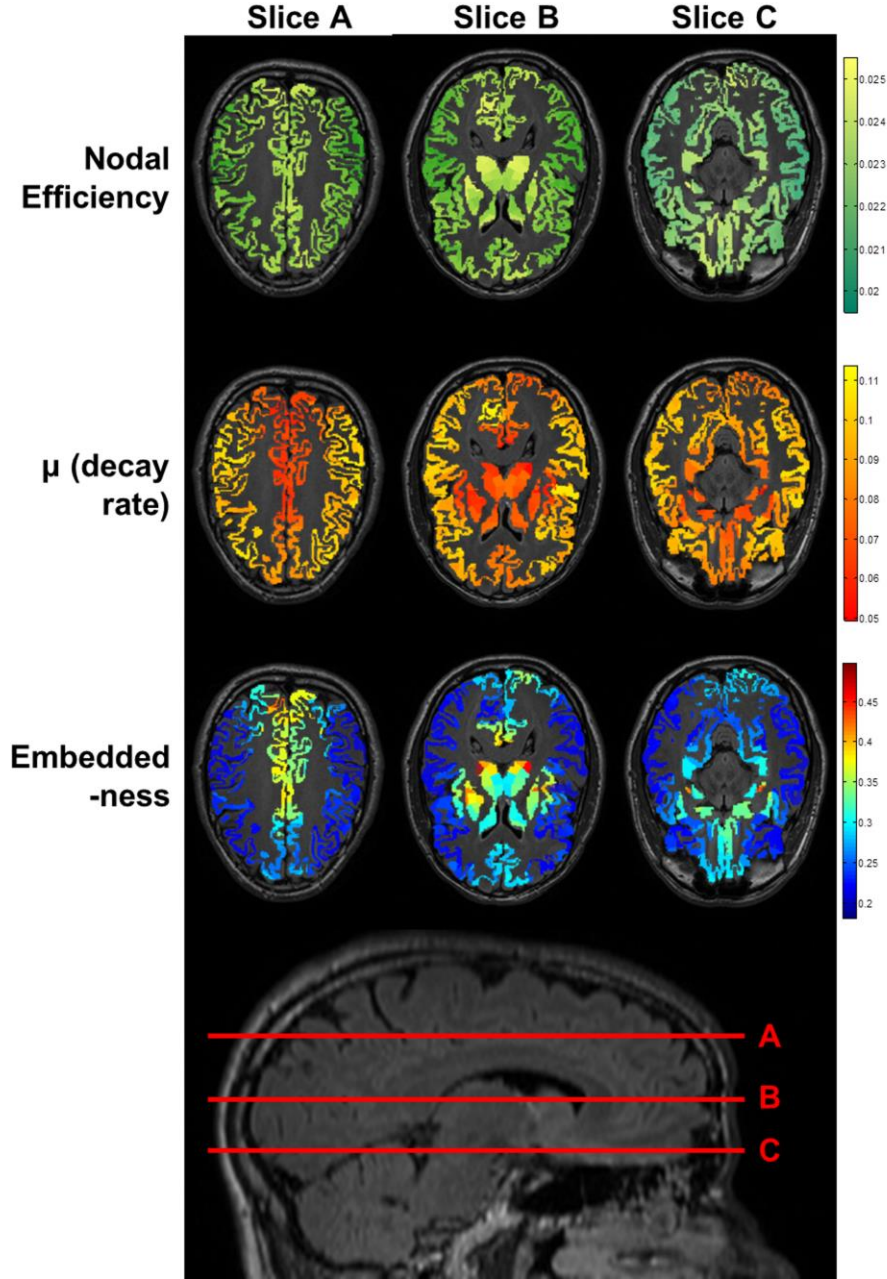 Slice A
Slice B
Slice C
Nodal
Efficiency
0.025
0.024
0.023
0.022
0.021
0.02
μ (decay
rate)
0.11
0.1
0.09
0.08
0.07
0.06
0.05
Embedded
-ness
0.45
0.4
0.35
0.3
0.25
0.2
A
B
C